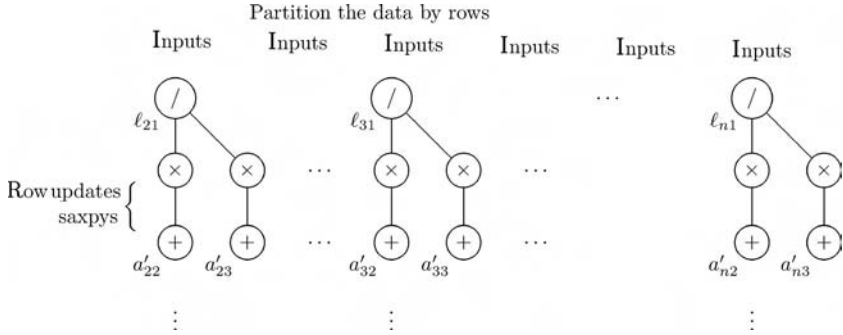 Partition the data by rows
Inputs Inputs Inputs Inputs Inputs Inputs
/ / ⋯ /
ℓ₂₁ ℓ₃₁ ℓₙ₁
× × ⋯ × × ⋯ × ×
Row updates
saxpys
+ + ⋯ + + ⋯ + +
a′₂₂ a′₂₃ a′₃₂ a′₃₃ a′ₙ₂ a′ₙ₃
⋮ ⋮ ⋮